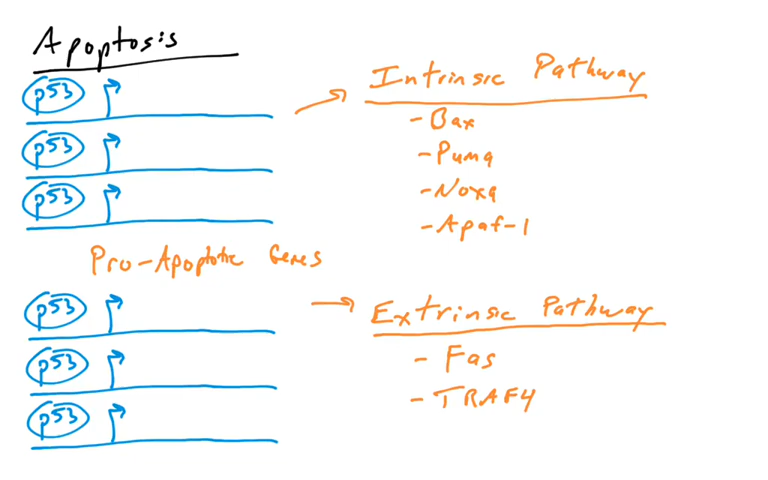 Apoptosis
p53
p53
p53
Intrinsic Pathway
- Bax
- Puma
- Noxa
- Apaf-1
Pro-Apoptotic Genes
p53
p53
p53
Extrinsic Pathway
- Fas
- TRAF4